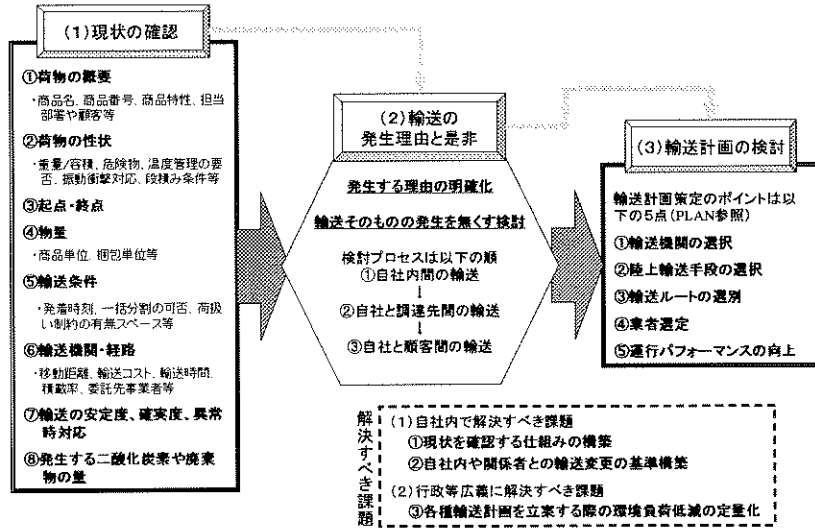 (1)現状の確認
①荷物の概要
・商品名、商品番号、商品特性、担当
部署や顧客等
②荷物の性状
・重量/容積、危険物、温度管理の要
否、振動衝撃対応、段積み条件等
③起点・終点
④物量
・商品単位、梱包単位等
⑤輸送条件
・発着時刻、一括分割の可否、荷扱
い制約の有無スペース等
⑥輸送機関・経路
・移動距離、輸送コスト、輸送時間、
積載率、委託先事業者等
⑦輸送の安定度、確実度、異常
時対応
⑧発生する二酸化炭素や廃棄
物の量
(2)輸送の
発生理由と是非
発生する理由の明確化
輸送そのものの発生を無くす検討
検討プロセスは以下の順
①自社内間の輸送
②自社と調達先間の輸送
③自社と顧客間の輸送
(3)輸送計画の検討
輸送計画策定のポイントは以
下の5点(PLAN参照)
①輸送機関の選択
②陸上輸送手段の選択
③輸送ルートの選別
④業者選定
⑤運行パフォーマンスの向上
解決すべき課題
(1)自社内で解決すべき課題
①現状を確認する仕組みの構築
②自社内や関係者との輸送変更の基準構築
(2)行政等広義に解決すべき課題
③各種輸送計画を立案する際の環境負荷低減の定量化